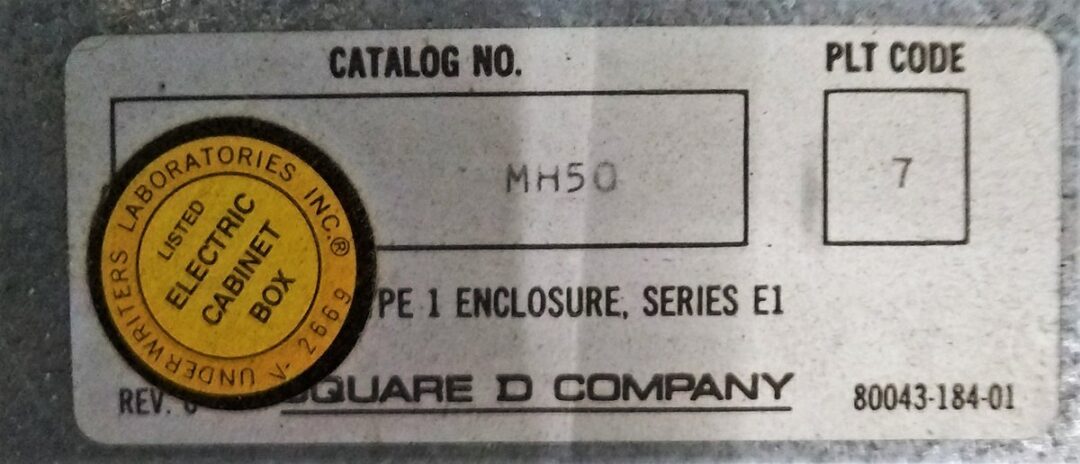 CATALOG NO.
PLT CODE
MH50
7
UNDERWRITERS LABORATORIES INC.®
LISTED
ELECTRIC
CABINET
BOX
V- 2669
PE 1 ENCLOSURE, SERIES E1
REV.
QUARE D COMPANY
80043-184-01